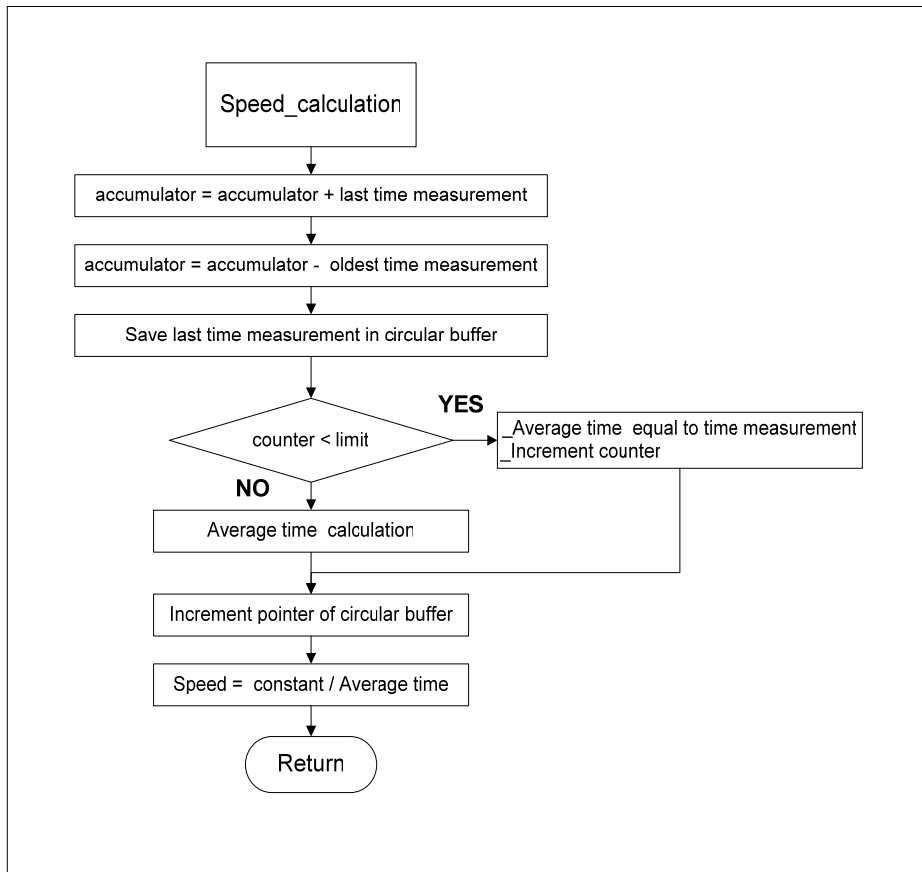 Speed_calculation
accumulator = accumulator + last time measurement
accumulator = accumulator - oldest time measurement
Save last time measurement in circular buffer
counter < limit
YES
_Average time equal to time measurement
_Increment counter
NO
Average time calculation
Increment pointer of circular buffer
Speed = constant / Average time
Return